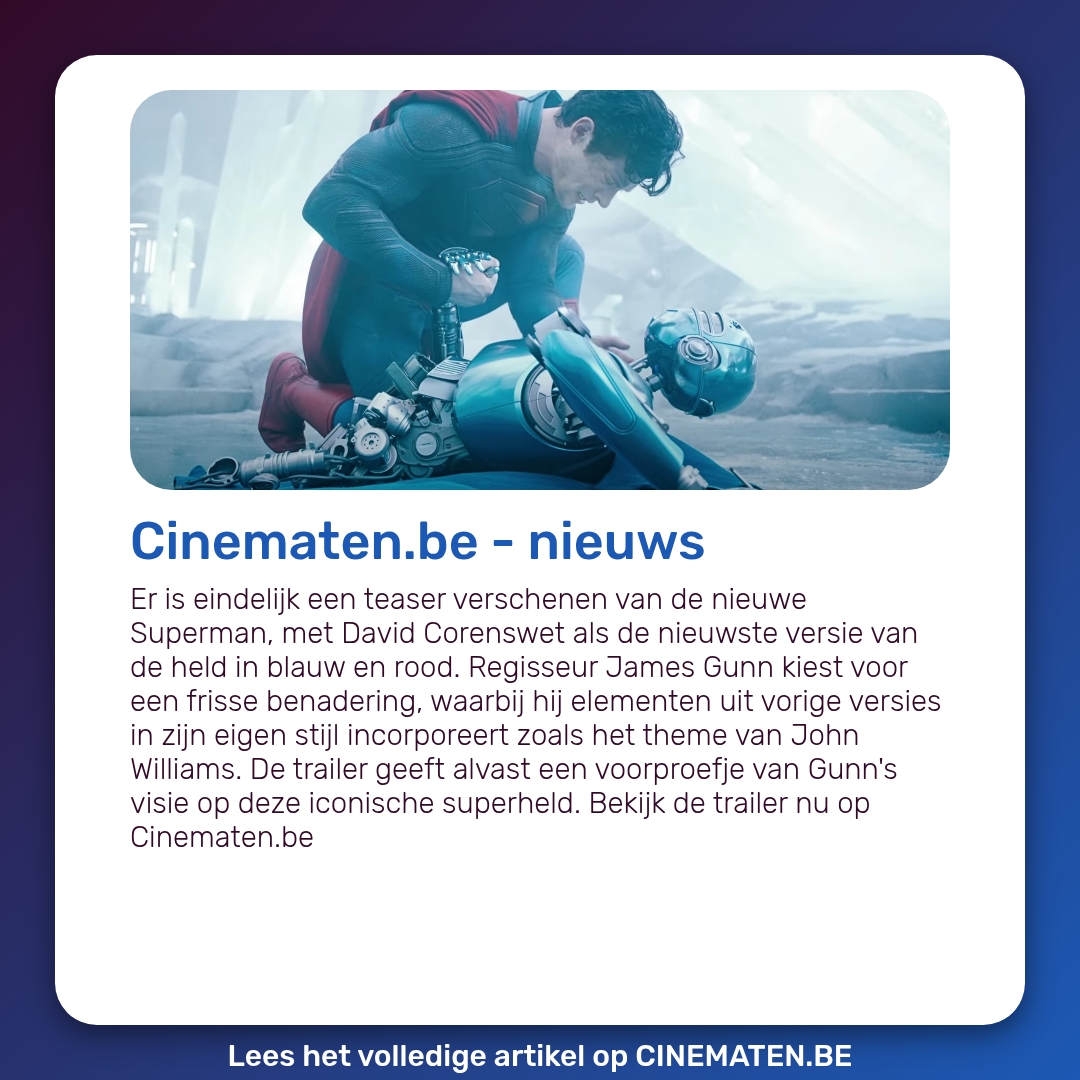 Cinematen.be - nieuws
Er is eindelijk een teaser verschenen van de nieuwe
Superman, met David Corenswet als de nieuwste versie van
de held in blauw en rood. Regisseur James Gunn kiest voor
een frisse benadering, waarbij hij elementen uit vorige versies
in zijn eigen stijl incorporeert zoals het theme van John
Williams. De trailer geeft alvast een voorproefje van Gunn's
visie op deze iconische superheld. Bekijk de trailer nu op
Cinematen.be
Lees het volledige artikel op CINEMATEN.BE